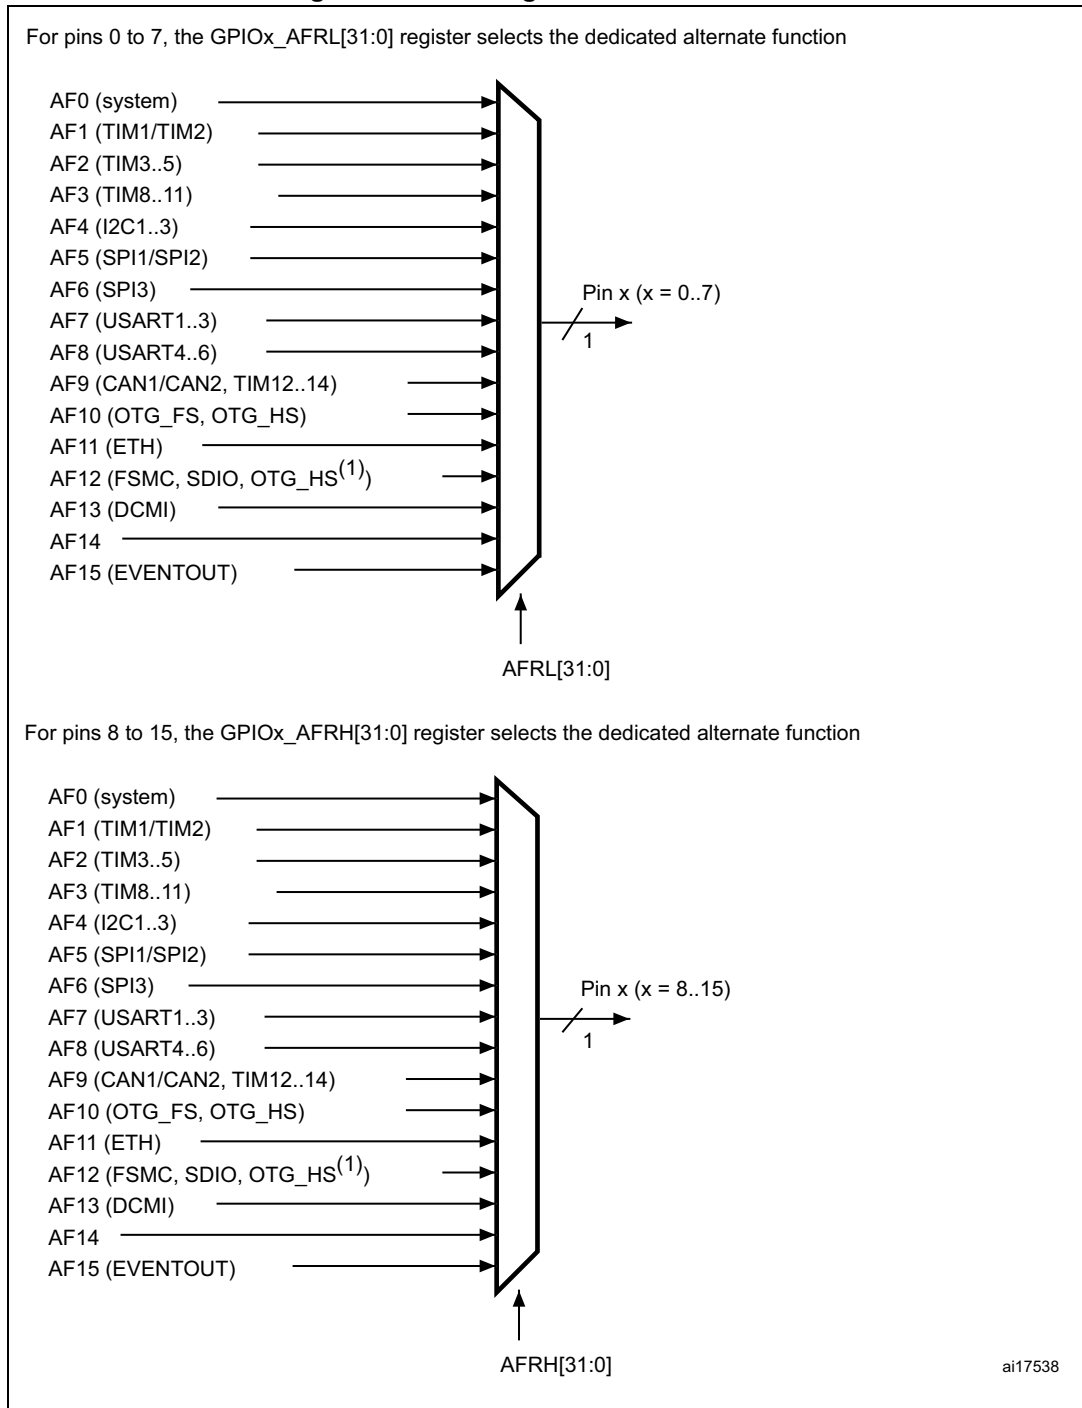 For pins 0 to 7, the GPIOx_AFRL[31:0] register selects the dedicated alternate function
AF0 (system)
AF1 (TIM1/TIM2)
AF2 (TIM3..5)
AF3 (TIM8..11)
AF4 (I2C1..3)
AF5 (SPI1/SPI2)
AF6 (SPI3)
AF7 (USART1..3)
AF8 (USART4..6)
AF9 (CAN1/CAN2, TIM12..14)
AF10 (OTG_FS, OTG_HS)
AF11 (ETH)
AF12 (FSMC, SDIO, OTG_HS(1))
AF13 (DCMI)
AF14
AF15 (EVENTOUT)
Pin x (x = 0..7)
1
AFRL[31:0]
For pins 8 to 15, the GPIOx_AFRH[31:0] register selects the dedicated alternate function
AF0 (system)
AF1 (TIM1/TIM2)
AF2 (TIM3..5)
AF3 (TIM8..11)
AF4 (I2C1..3)
AF5 (SPI1/SPI2)
AF6 (SPI3)
AF7 (USART1..3)
AF8 (USART4..6)
AF9 (CAN1/CAN2, TIM12..14)
AF10 (OTG_FS, OTG_HS)
AF11 (ETH)
AF12 (FSMC, SDIO, OTG_HS(1))
AF13 (DCMI)
AF14
AF15 (EVENTOUT)
Pin x (x = 8..15)
1
AFRH[31:0]
ai17538